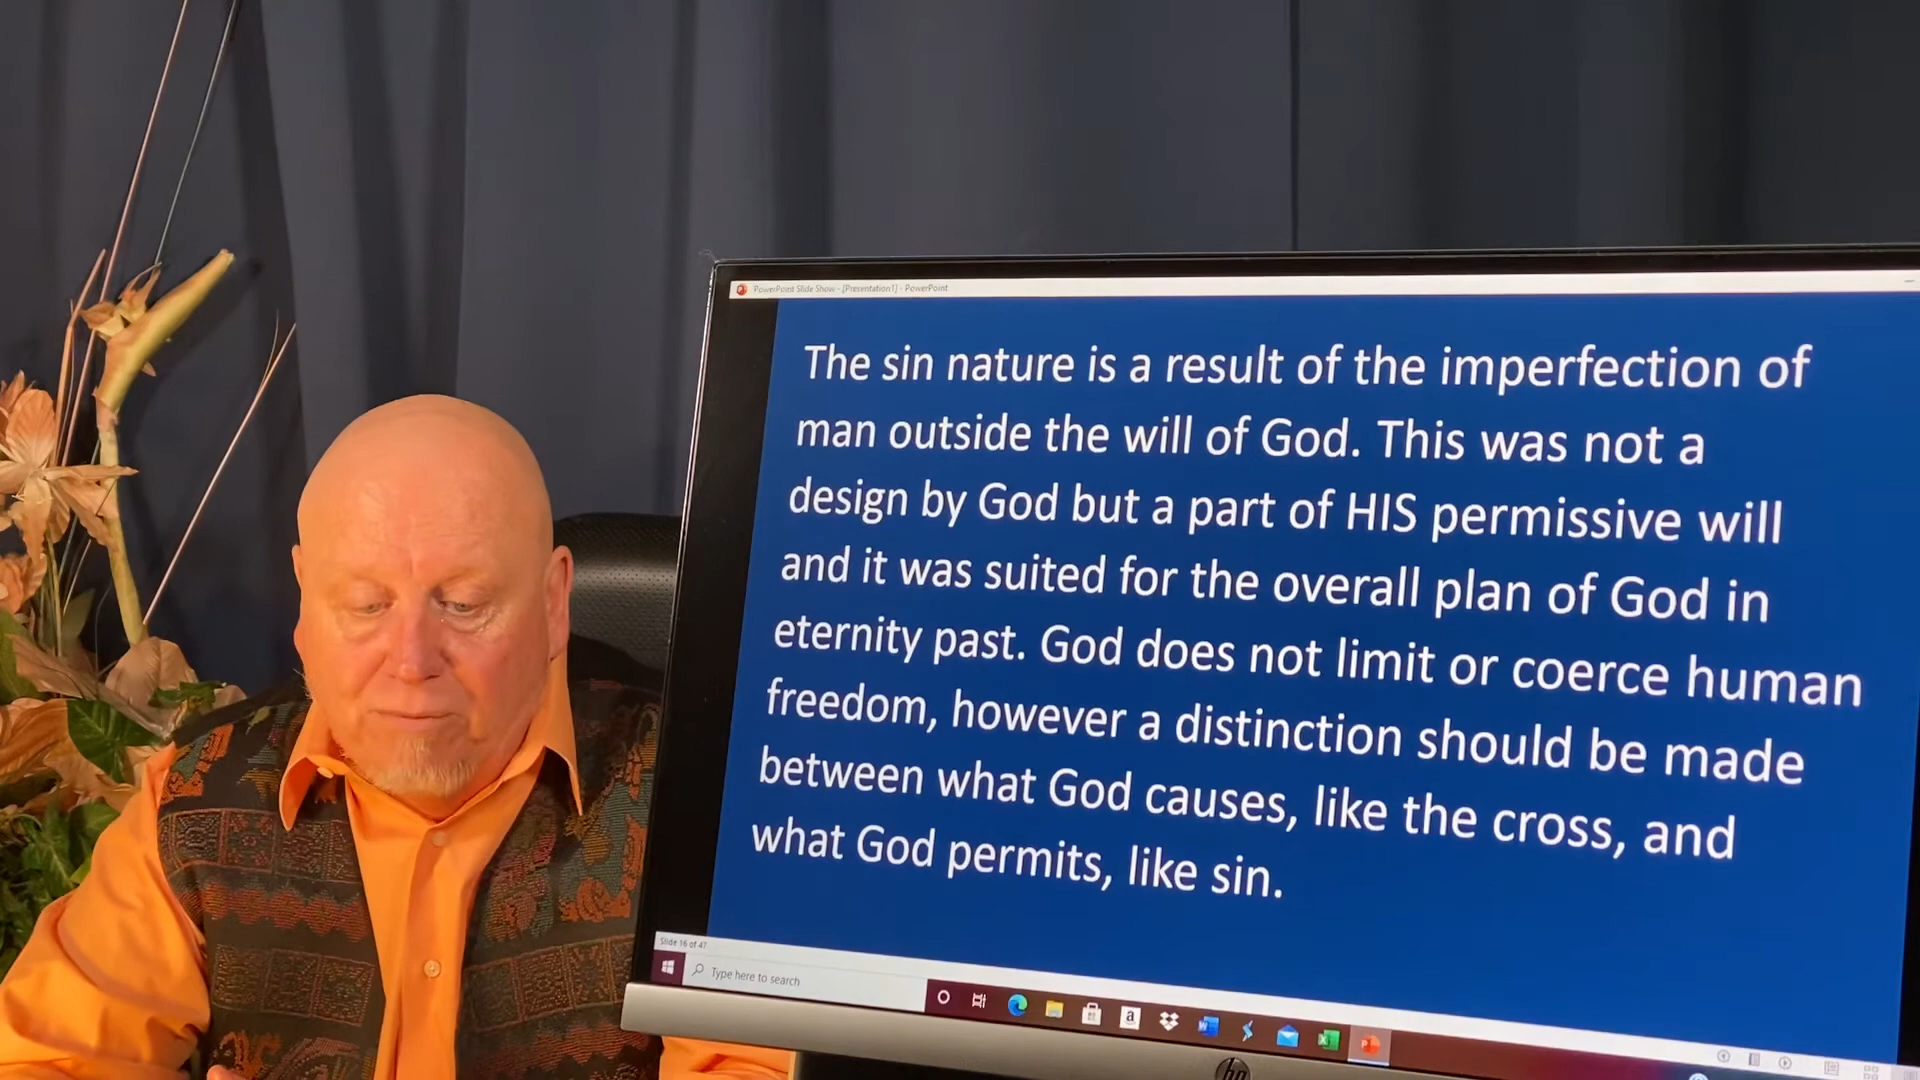 PowerPoint Slide Show - [Presentation1] - PowerPoint
The sin nature is a result of the imperfection of
man outside the will of God. This was not a
design by God but a part of HIS permissive will
and it was suited for the overall plan of God in
eternity past. God does not limit or coerce human
freedom, however a distinction should be made
between what God causes, like the cross, and
what God permits, like sin.
Slide 16 of 47
Type here to search
hp